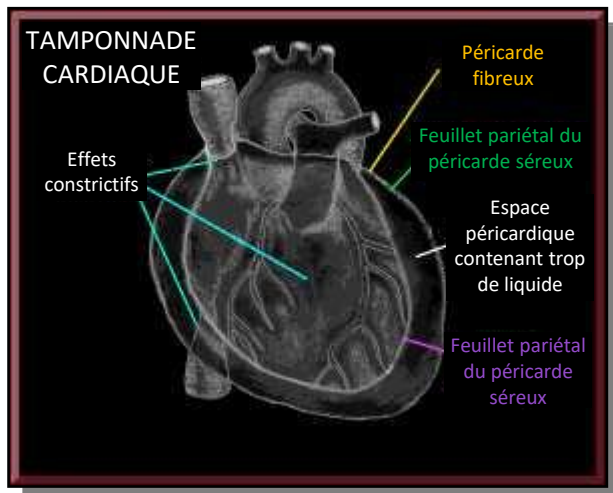 TAMPONNADE
CARDIAQUE
Péricarde
fibreux
Feuillet pariétal du
péricarde séreux
Effets
constrictifs
Espace
péricardique
contenant trop
de liquide
Feuillet pariétal
du péricarde
séreux